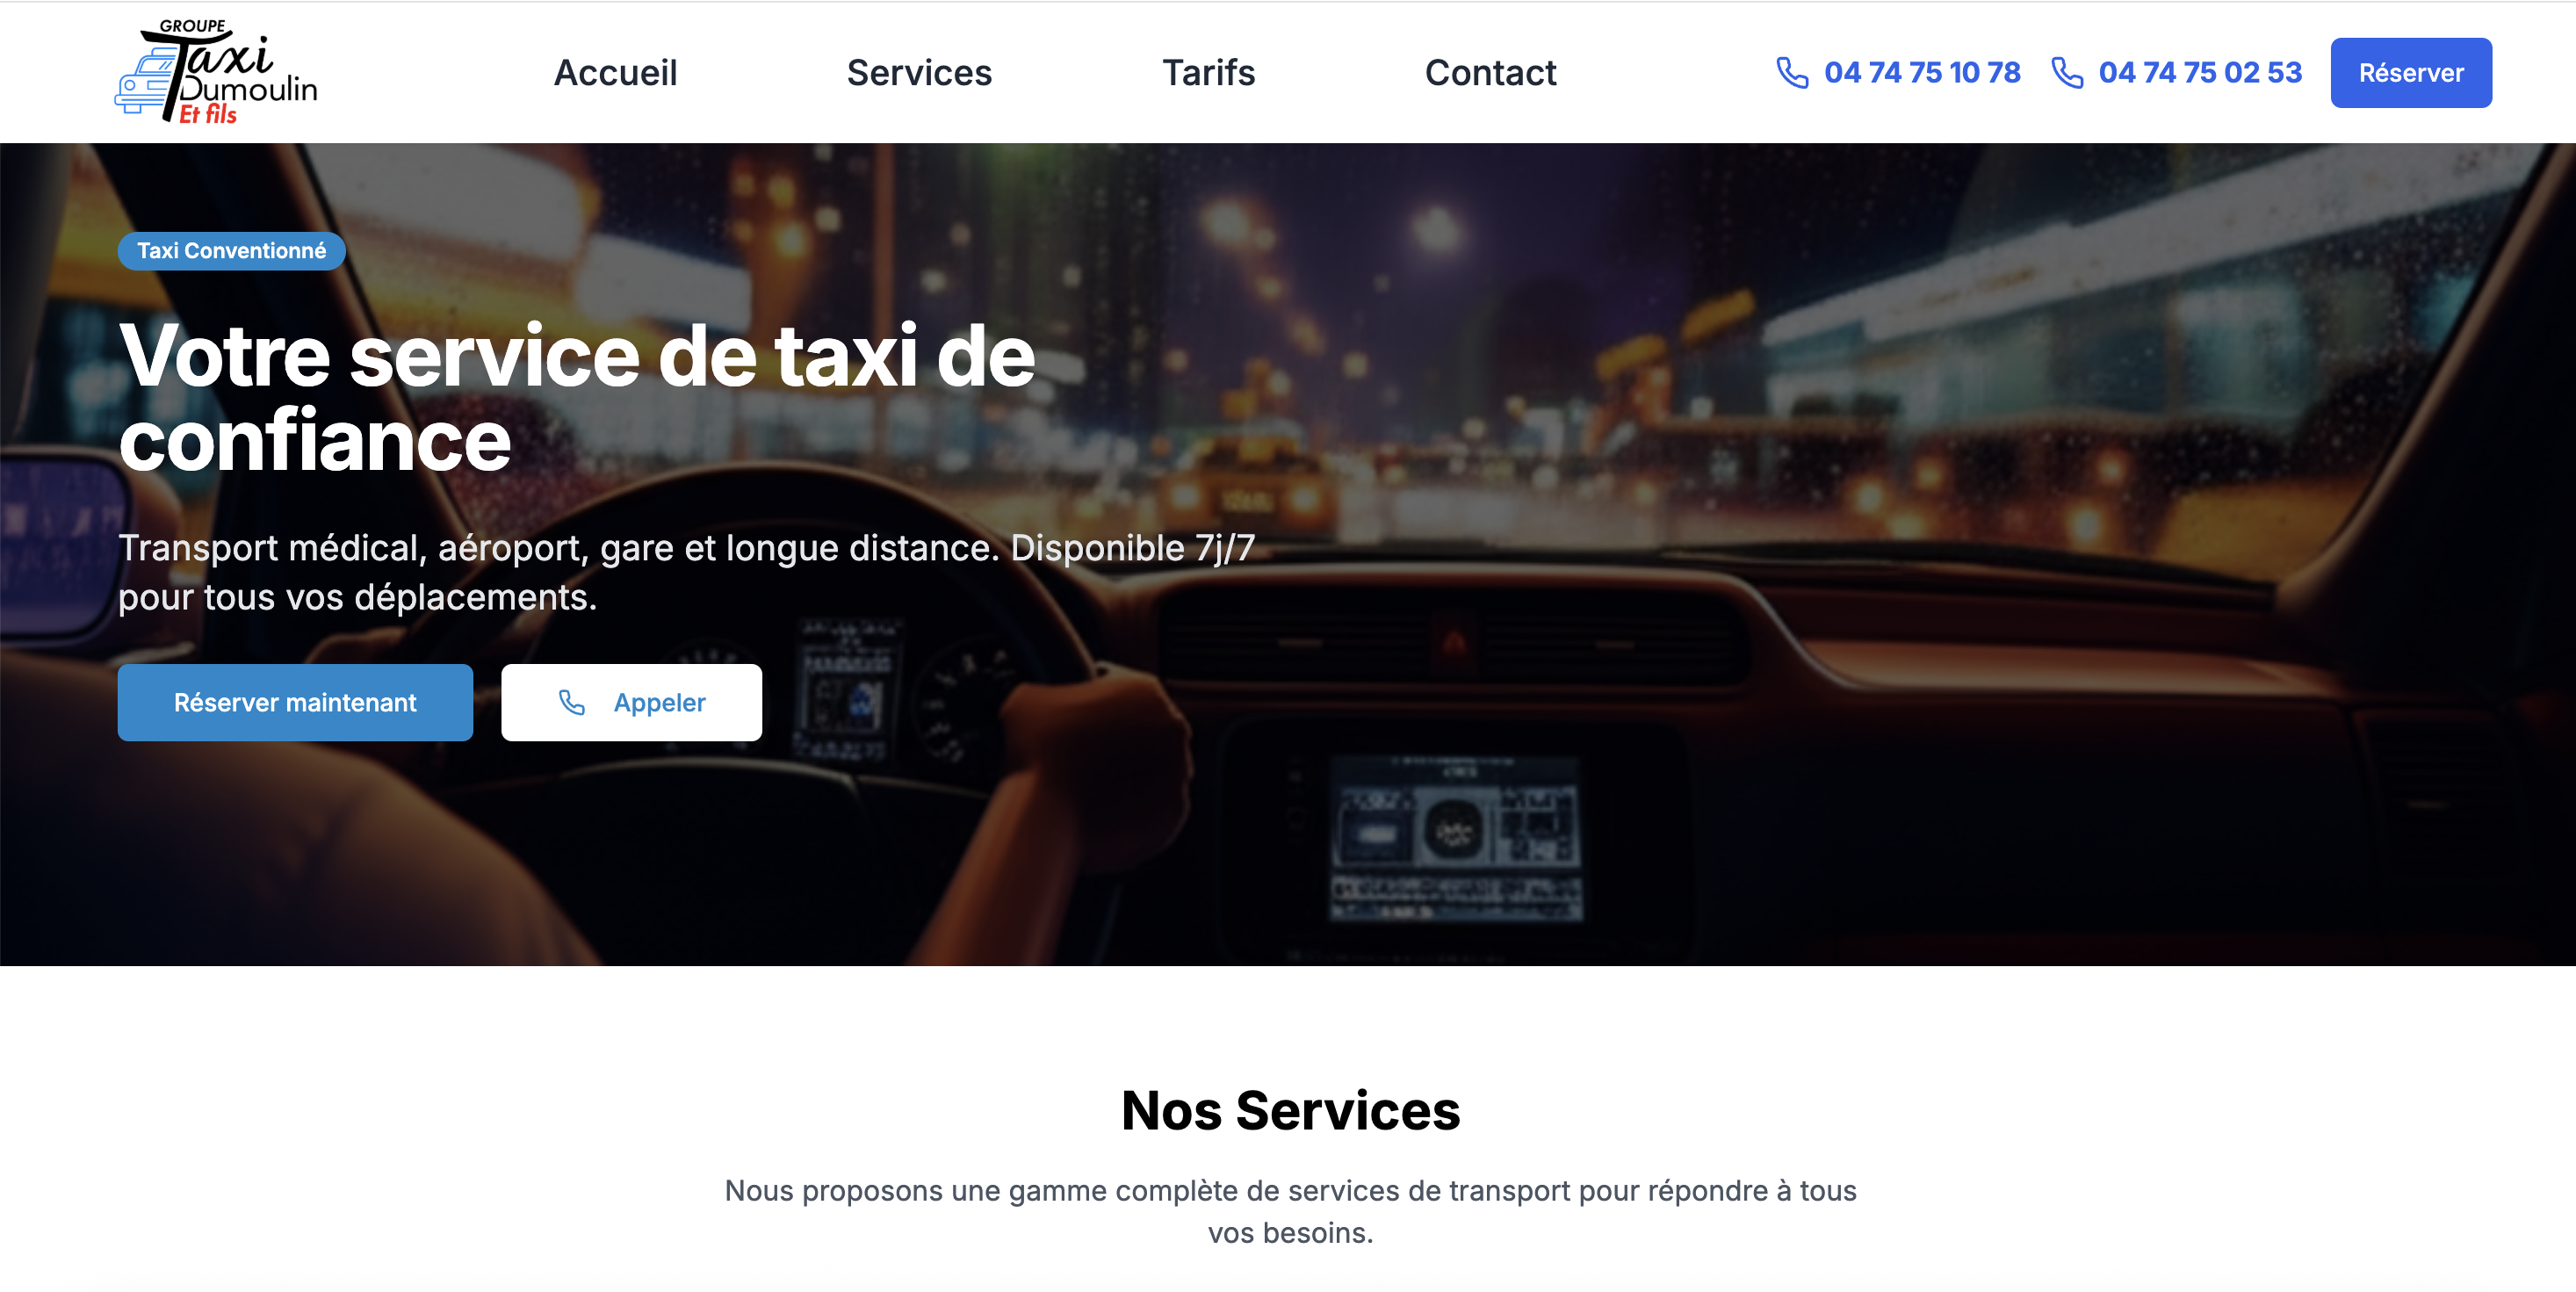 GROUPE
Taxi
Dumoulin
Et fils
Accueil
Services
Tarifs
Contact
04 74 75 10 78
04 74 75 02 53
Réserver
Taxi Conventionné
Votre service de taxi de
confiance
Transport médical, aéroport, gare et longue distance. Disponible 7j/7
pour tous vos déplacements.
Réserver maintenant
Appeler
Nos Services
Nous proposons une gamme complète de services de transport pour répondre à tous
vos besoins.